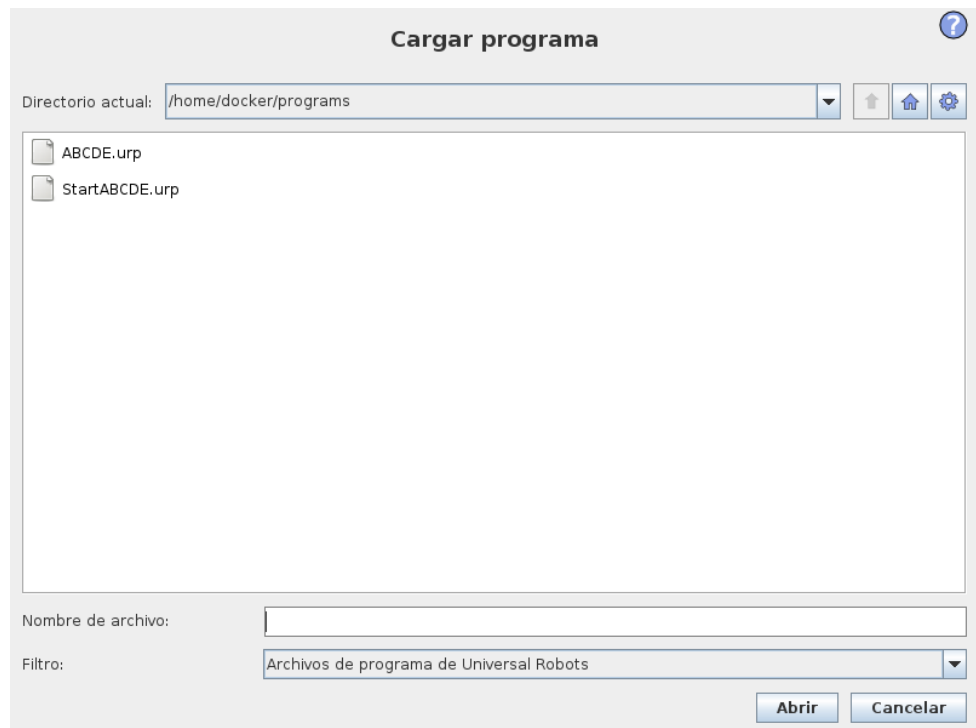 Cargar programa
?
Directorio actual: /home/docker/programs
ABCDE.urp
StartABCDE.urp
Nombre de archivo:
Filtro: Archivos de programa de Universal Robots
Abrir Cancelar